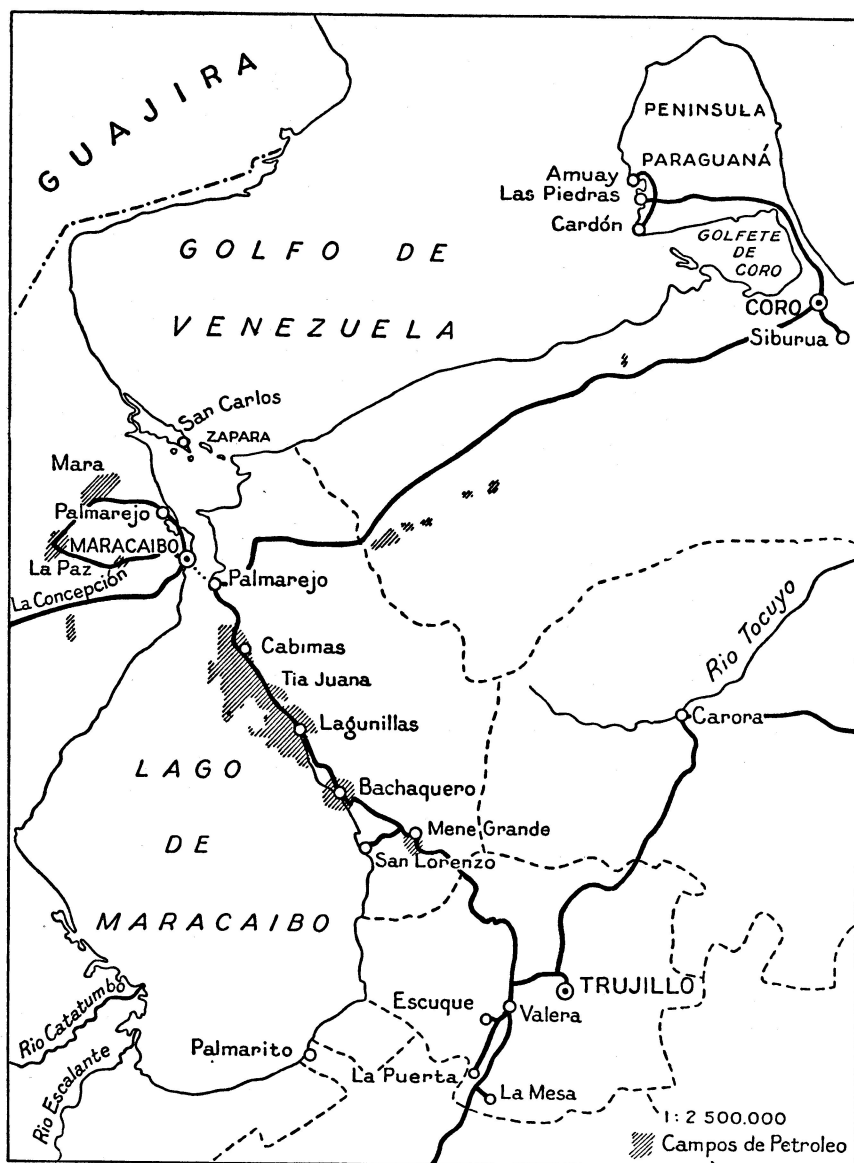 GUAJIRA
PENINSULA
PARAGUANÁ
Amuay
Las Piedras
Cardón
GOLFETE
DE
CORO
CORO
Siburua
GOLFO DE
VENEZUELA
San Carlos
ZAPARA
Mara
Palmarejo
MARACAIBO
La Paz
La Concepción
Palmarejo
Cabimas
Tia Juana
Lagunillas
Rio Tocuyo
Carora
LAGO
DE
MARACAIBO
Bachaquero
Mene Grande
San Lorenzo
TRUJILLO
Escuque
Valera
Rio Catatumbo
Rio Escalante
Palmarito
La Puerta
La Mesa
1:2 500.000
Campos de Petroleo